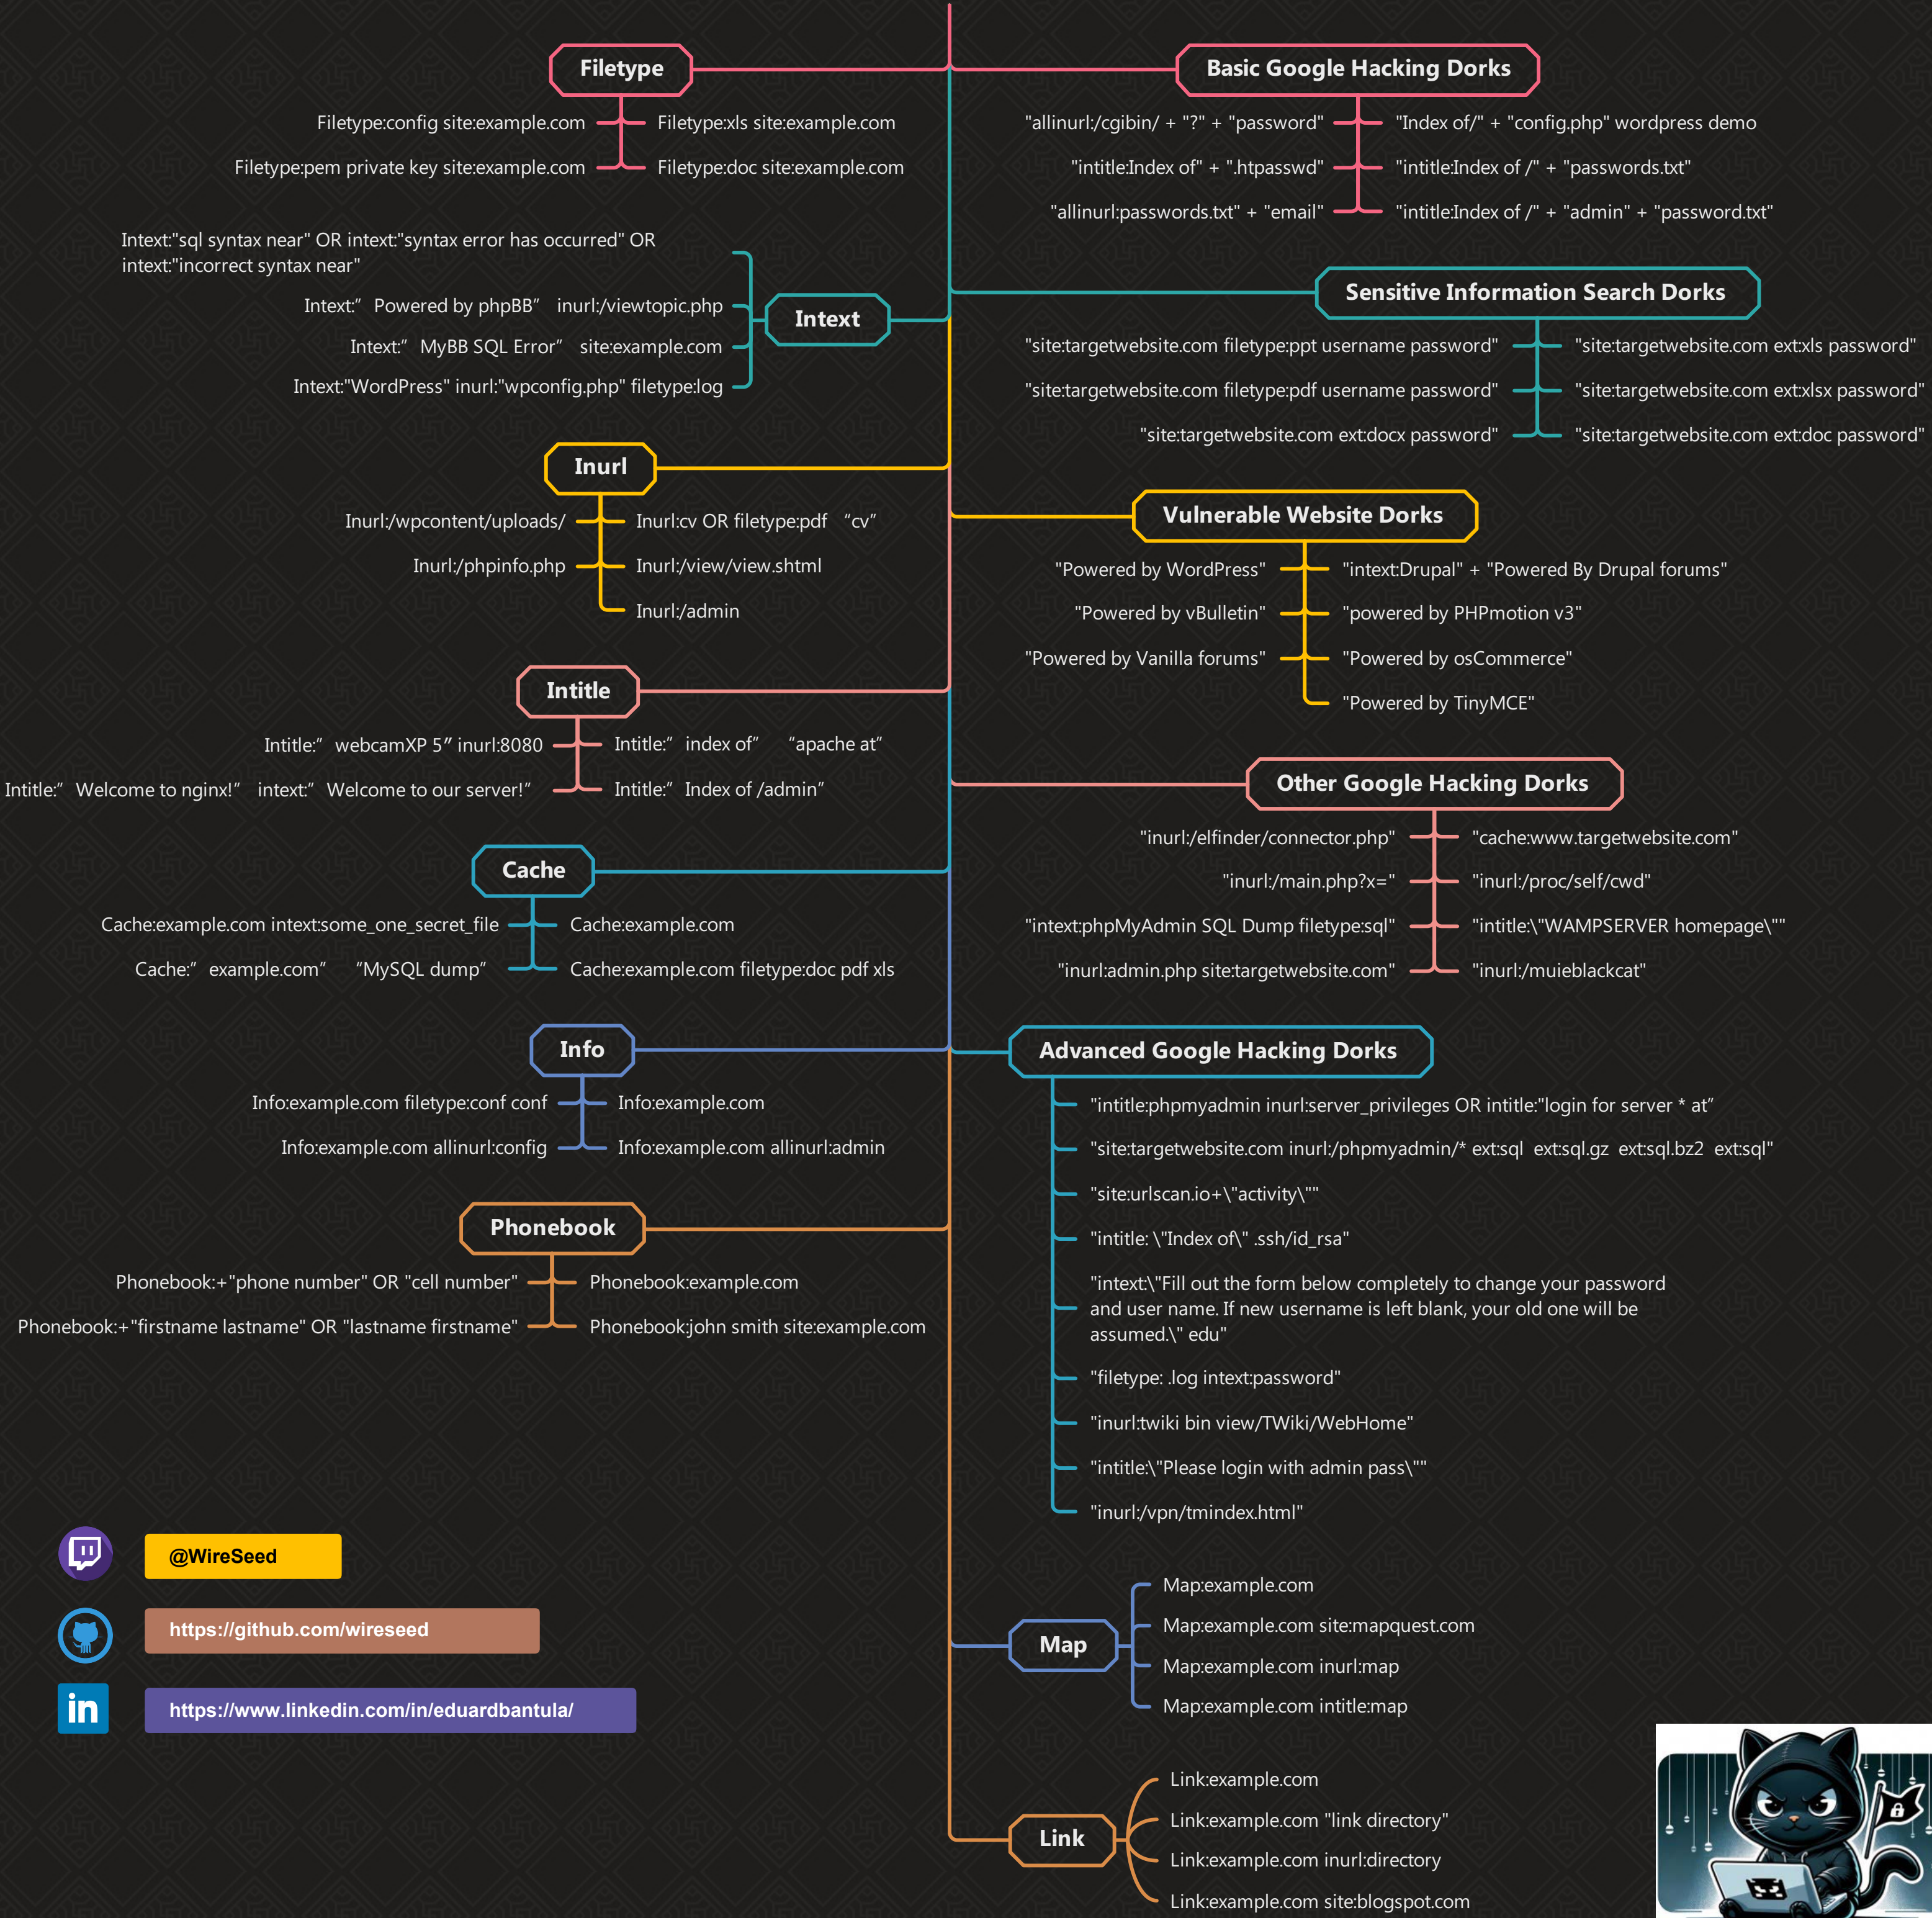 Filetype
Filetype:config site:example.com
Filetype:xls site:example.com
Filetype:pem private key site:example.com
Filetype:doc site:example.com
Intext:"sql syntax near" OR intext:"syntax error has occurred" OR
intext:"incorrect syntax near"
Intext:” Powered by phpBB” inurl:/viewtopic.php
Intext:” MyBB SQL Error” site:example.com
Intext:"WordPress" inurl:"wpconfig.php" filetype:log
Intext
Inurl
Inurl:/wpcontent/uploads/
Inurl:cv OR filetype:pdf “cv”
Inurl:/phpinfo.php
Inurl:/view/view.shtml
Inurl:/admin
Intitle
Intitle:” webcamXP 5″ inurl:8080
Intitle:” index of” “apache at”
Intitle:” Welcome to nginx!” intext:” Welcome to our server!”
Intitle:” Index of /admin”
Cache
Cache:example.com intext:some_one_secret_file
Cache:example.com
Cache:” example.com” “MySQL dump”
Cache:example.com filetype:doc pdf xls
Info
Info:example.com filetype:conf conf
Info:example.com
Info:example.com allinurl:config
Info:example.com allinurl:admin
Phonebook
Phonebook:+"phone number" OR "cell number"
Phonebook:example.com
Phonebook:+"firstname lastname" OR "lastname firstname"
Phonebook:john smith site:example.com
Basic Google Hacking Dorks
"allinurl:/cgibin/ + "?" + "password"
"Index of/" + "config.php" wordpress demo
"intitle:Index of" + ".htpasswd"
"intitle:Index of /" + "passwords.txt"
"allinurl:passwords.txt" + "email"
"intitle:Index of /" + "admin" + "password.txt"
Sensitive Information Search Dorks
"site:targetwebsite.com filetype:ppt username password"
"site:targetwebsite.com ext:xls password"
"site:targetwebsite.com filetype:pdf username password"
"site:targetwebsite.com ext:xlsx password"
"site:targetwebsite.com ext:docx password"
"site:targetwebsite.com ext:doc password"
Vulnerable Website Dorks
"Powered by WordPress"
"intext:Drupal" + "Powered By Drupal forums"
"Powered by vBulletin"
"powered by PHPmotion v3"
"Powered by Vanilla forums"
"Powered by osCommerce"
"Powered by TinyMCE"
Other Google Hacking Dorks
"inurl:/elfinder/connector.php"
"cache:www.targetwebsite.com"
"inurl:/main.php?x="
"inurl:/proc/self/cwd"
"intext:phpMyAdmin SQL Dump filetype:sql"
"intitle:\"WAMPSERVER homepage\""
"inurl:admin.php site:targetwebsite.com"
"inurl:/muieblackcat"
Advanced Google Hacking Dorks
"intitle:phpmyadmin inurl:server_privileges OR intitle:"login for server * at”
"site:targetwebsite.com inurl:/phpmyadmin/* ext:sql ext:sql.gz ext:sql.bz2 ext:sql"
"site:urlscan.io+\"activity\""
"intitle: \"Index of\" .ssh/id_rsa"
"intext:\"Fill out the form below completely to change your password
and user name. If new username is left blank, your old one will be
assumed.\" edu"
"filetype: .log intext:password"
"inurl:twiki bin view/TWiki/WebHome"
"intitle:\"Please login with admin pass\""
"inurl:/vpn/tmindex.html"
Map
Map:example.com
Map:example.com site:mapquest.com
Map:example.com inurl:map
Map:example.com intitle:map
Link
Link:example.com
Link:example.com "link directory"
Link:example.com inurl:directory
Link:example.com site:blogspot.com
@WireSeed
https://github.com/wireseed
in
https://www.linkedin.com/in/eduardbantula/